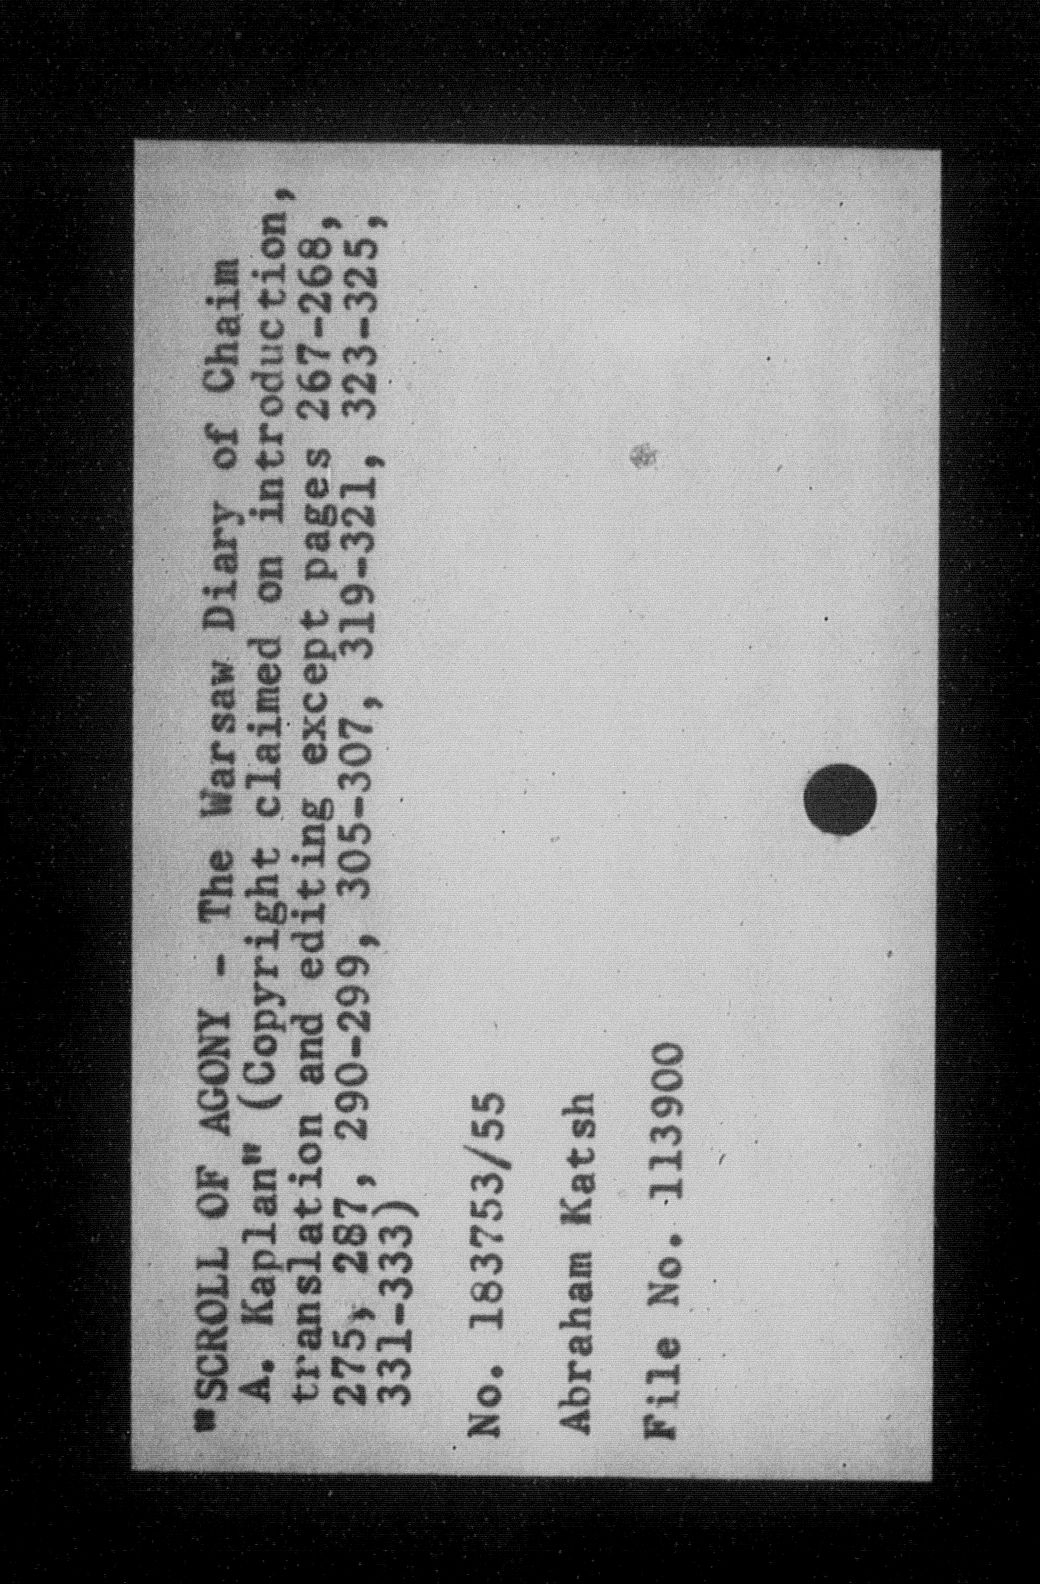 "SCROLL OF AGONY - The Warsaw Diary of Chaim
A. Kaplan" (Copyright claimed on introduction,
translation and editing except pages 267-268,
275, 287, 290-299, 305-307, 319-321, 323-325,
331-333)
No. 183753/55
Abraham Katsh
File No. 113900